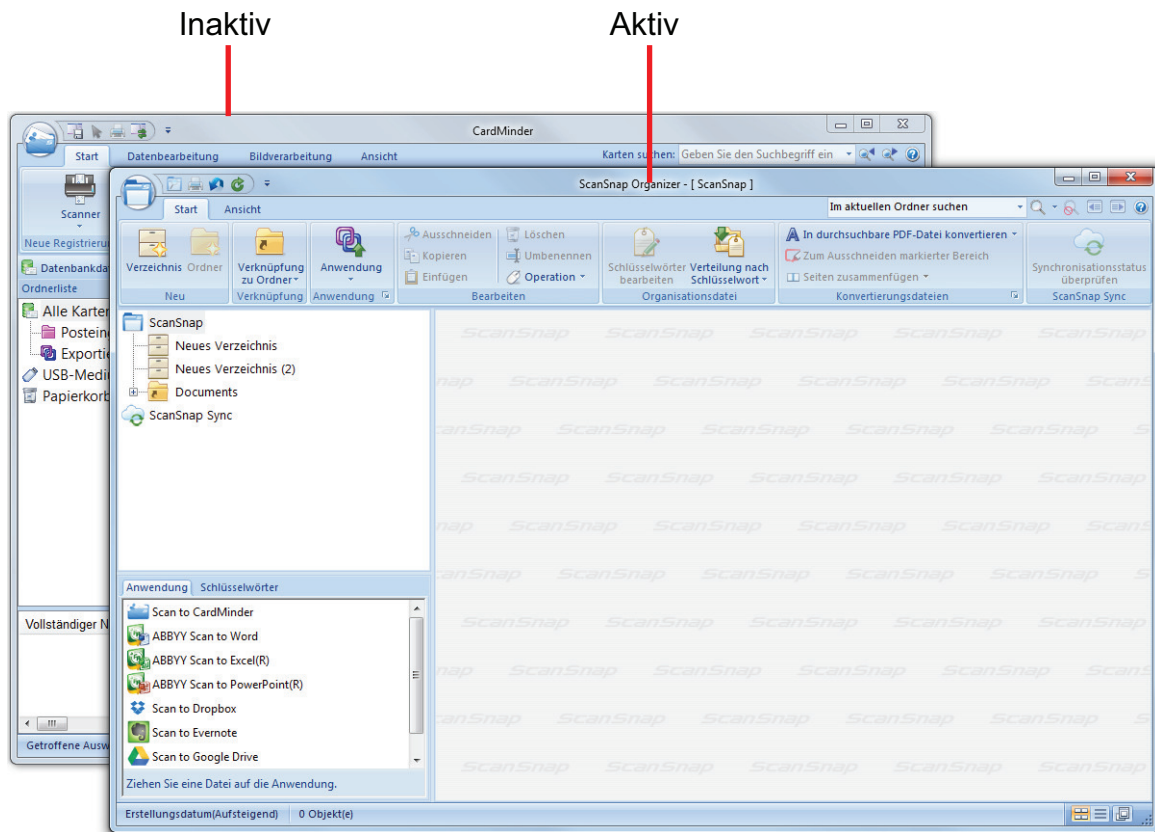 Inaktiv
Aktiv
CardMinder
Start Datenbearbeitung Bildverarbeitung Ansicht
Karten suchen: Geben Sie den Suchbegriff ein
Scanner
Datenbankda
Ordnerliste
Alle Karten
USB-Medi
Papierkorb
Vollständiger N
Getroffene Ausw
ScanSnap Organizer - [ ScanSnap ]
Start Ansicht
Im aktuellen Ordner suchen
Verzeichnis Ordner
Neu
Verknüpfung
zu Ordner
Verknüpfung
Anwendung
Anwendung
Ausschneiden
Kopieren
Einfügen
Löschen
Umbenennen
Operation
Bearbeiten
Schlüsselwörter
bearbeiten
Verteilung nach
Schlüsselwort
Organisationsdatei
In durchsuchbare PDF-Datei konvertieren
Zum Ausschneiden markierter Bereich
Seiten zusammenfügen
Konvertierungsdateien
Synchronisationsstatus
überprüfen
ScanSnap Sync
ScanSnap
Neues Verzeichnis
Neues Verzeichnis (2)
Documents
ScanSnap Sync
Anwendung Schlüsselwörter
Scan to CardMinder
ABBYY Scan to Word
ABBYY Scan to Excel(R)
ABBYY Scan to PowerPoint(R)
Scan to Dropbox
Scan to Evernote
Scan to Google Drive
Ziehen Sie eine Datei auf die Anwendung.
Erstellungsdatum(Aufsteigend) 0 Objekt(e)
ScanSnap ScanSnap ScanSnap ScanSnap ScanSnap